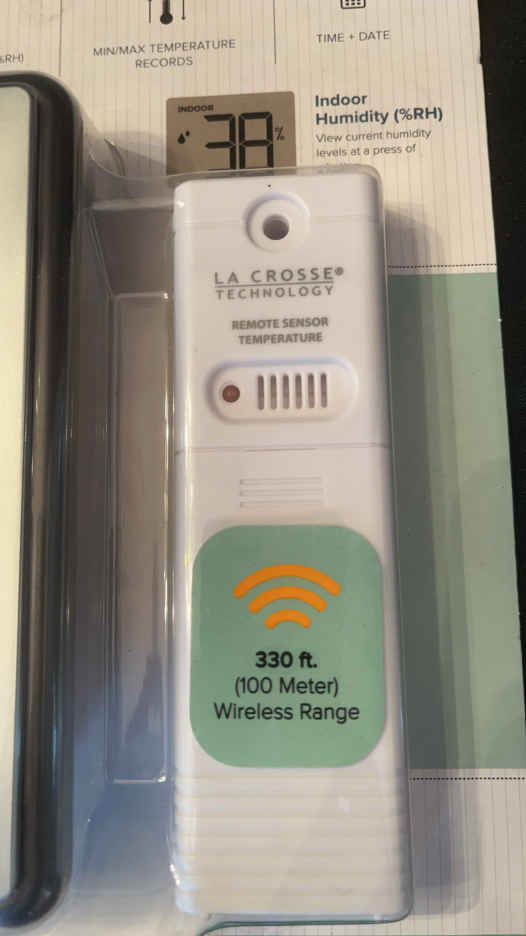 %RH)
MIN/MAX TEMPERATURE
RECORDS
TIME + DATE
INDOOR
38%
Indoor
Humidity (%RH)
View current humidity
levels at a press of
LA CROSSE®
TECHNOLOGY
REMOTE SENSOR
TEMPERATURE
330 ft.
(100 Meter)
Wireless Range